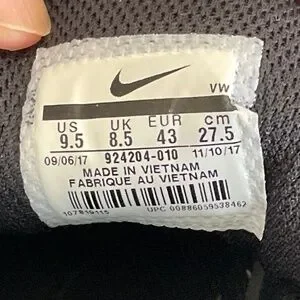 VW
US UK EUR cm
9.5 8.5 43 27.5
09/06/17 924204-010 11/10/17
MADE IN VIETNAM
FABRIQUE AU VIETNAM
107819115 UPC 00886059538462